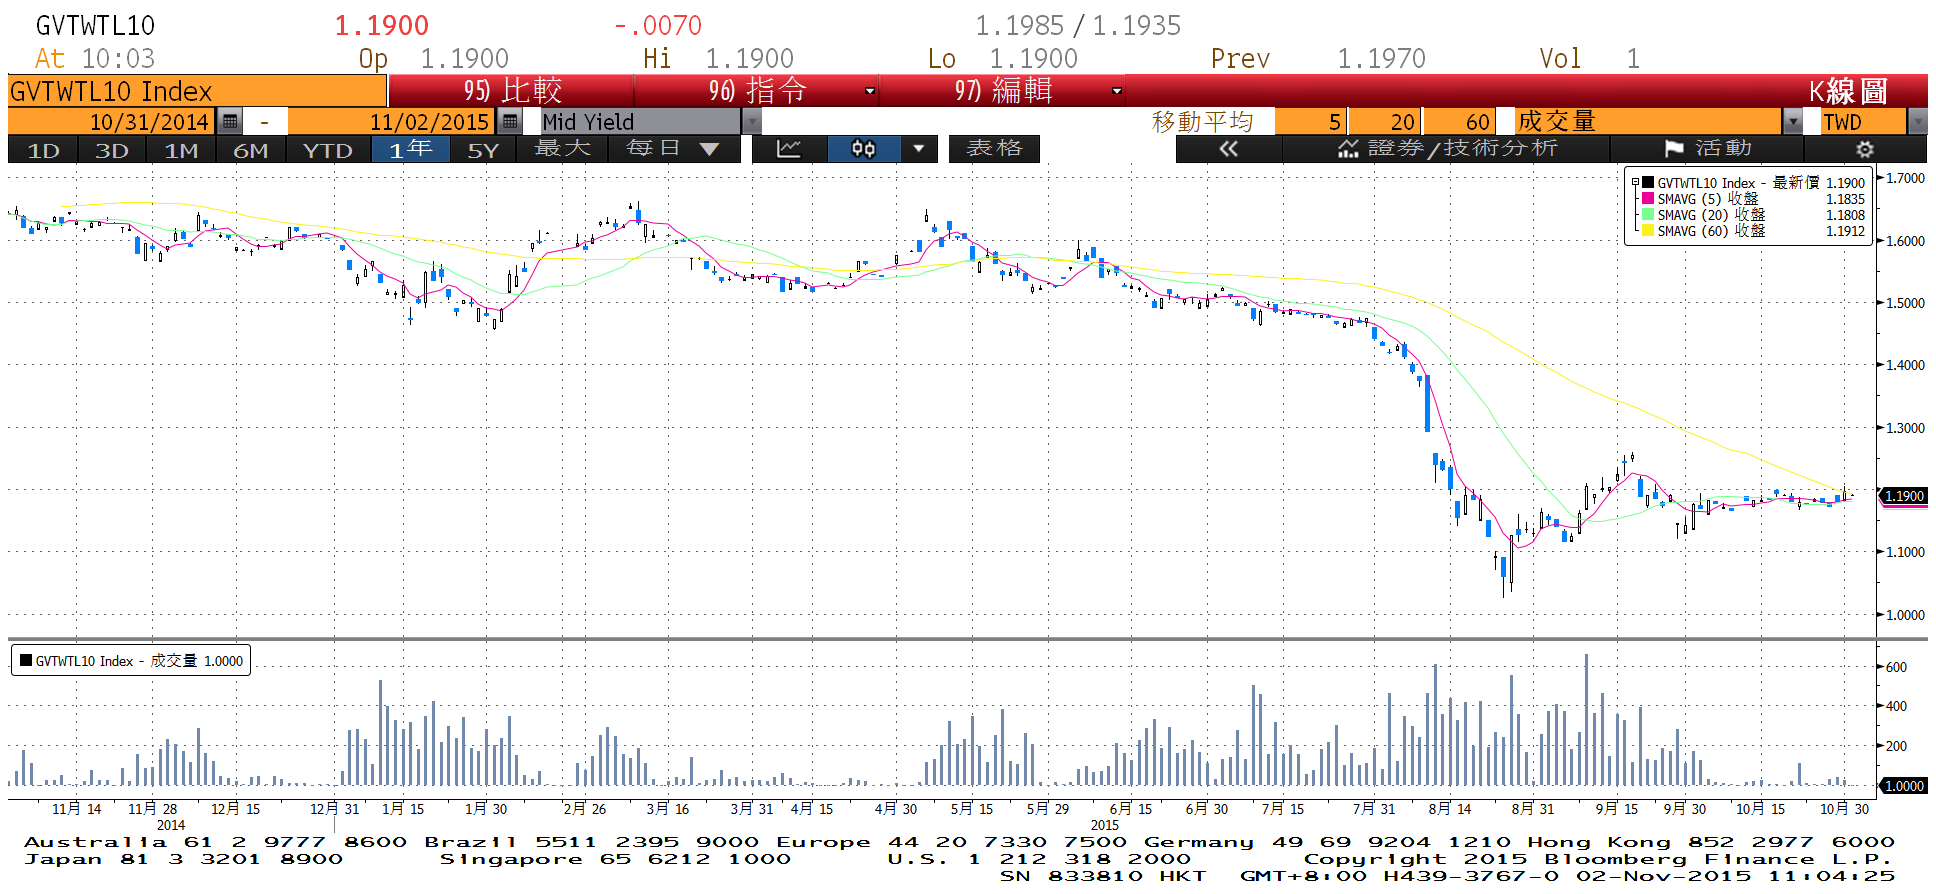 GVTWTL10 1.1900 -.0070 1.1985 / 1.1935
At 10:03 Op 1.1900 Hi 1.1900 Lo 1.1900 Prev 1.1970 Vol 1
GVTWTL10 Index 95) 比較 96) 指令 97) 編輯 K線圖
10/31/2014 - 11/02/2015 Mid Yield 移動平均 5 20 60 成交量 TWD
1D 3D 1M 6M YTD 1年 5Y 最大 每日 表格 « 證券/技術分析 活動
GVTWTL10 Index - 最新價 1.1900
SMAVG (5) 收盤 1.1835
SMAVG (20) 收盤 1.1808
SMAVG (60) 收盤 1.1912
1.7000
1.6000
1.5000
1.4000
1.3000
1.1900
1.1000
1.0000
GVTWTL10 Index - 成交量 1.0000
600
400
200
1.0000
11月 14 11月 28 12月 15 12月 31 1月 15 1月 30 2月 26 3月 16 3月 31 4月 15 4月 30 5月 15 5月 29 6月 15 6月 30 7月 15 7月 31 8月 14 8月 31 9月 15 9月 30 10月 15 10月 30
2014 2015
Australia 61 2 9777 8600 Brazil 5511 2395 9000 Europe 44 20 7330 7500 Germany 49 69 9204 1210 Hong Kong 852 2977 6000
Japan 81 3 3201 8900 Singapore 65 6212 1000 U.S. 1 212 318 2000 Copyright 2015 Bloomberg Finance L.P.
SN 833810 HKT GMT+8:00 H439-3767-0 02-Nov-2015 11:04:25